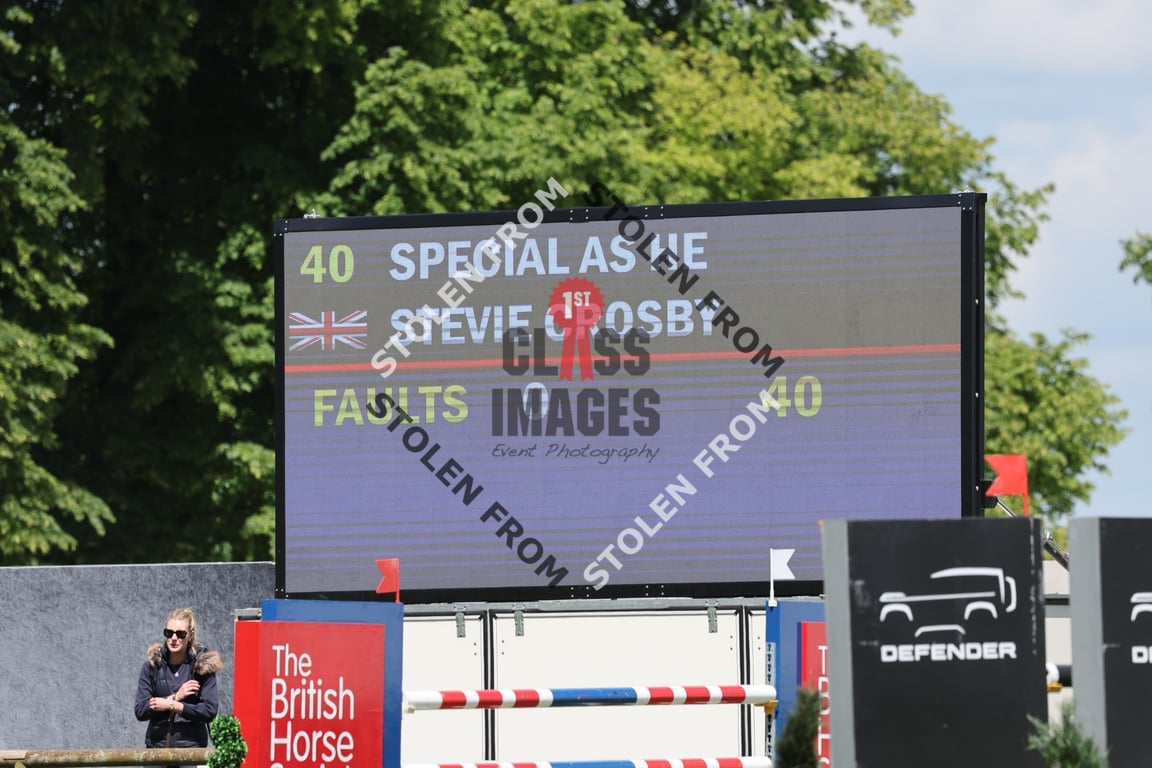 40 SPECIAL AS HE
STEVIE CROSBY
FAULTS 0 40
STOLEN FROM
STOLEN FROM
STOLEN FROM
STOLEN FROM
1ST
CLASS
IMAGES
Event Photography
The
British
Horse
DEFENDER